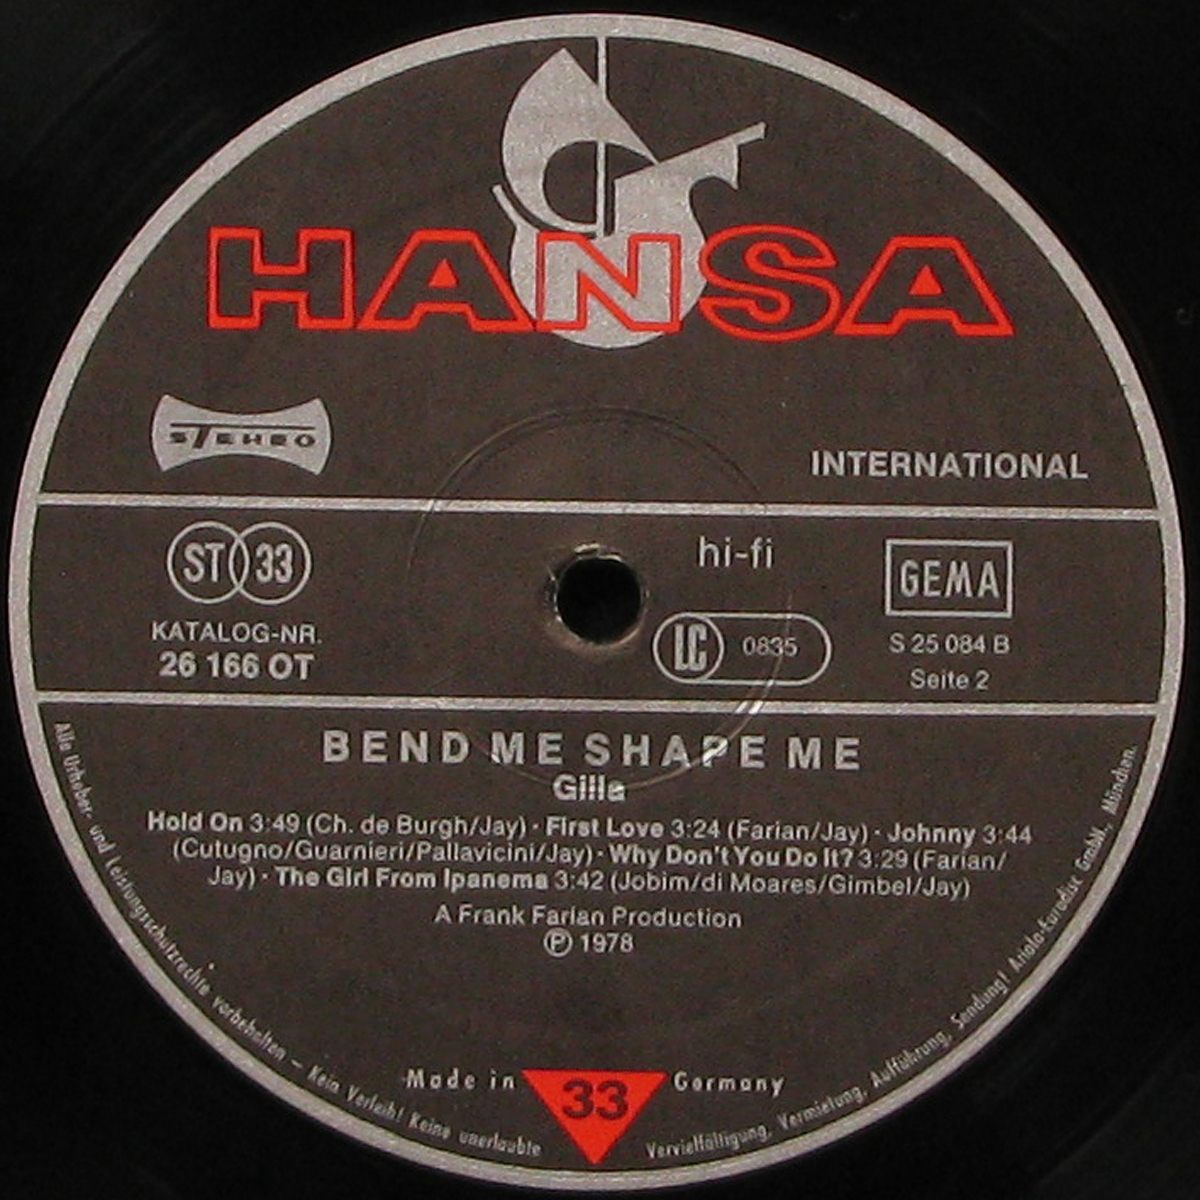 HANSA
STEREO
INTERNATIONAL
ST 33
hi-fi
GEMA
KATALOG-NR.
26 166 OT
LC 0835
S 25 084 B
Seite 2
BEND ME SHAPE ME
Gilla
Hold On 3:49 (Ch. de Burgh/Jay) · First Love 3:24 (Farian/Jay) · Johnny 3:44
(Cutugno/Guarnieri/Pallavicini/Jay) · Why Don't You Do It? 3:29 (Farian/
Jay) · The Girl From Ipanema 3:42 (Jobim/di Moares/Gimbel/Jay)
A Frank Farian Production
℗ 1978
Made in 33 Germany
Alle Urheber- und Leistungsschutzrechte vorbehalten – Kein Verleih! Keine unerlaubte Vervielfältigung, Vermietung, Aufführung, Sendung! Ariola-Eurodisc GmbH., München.